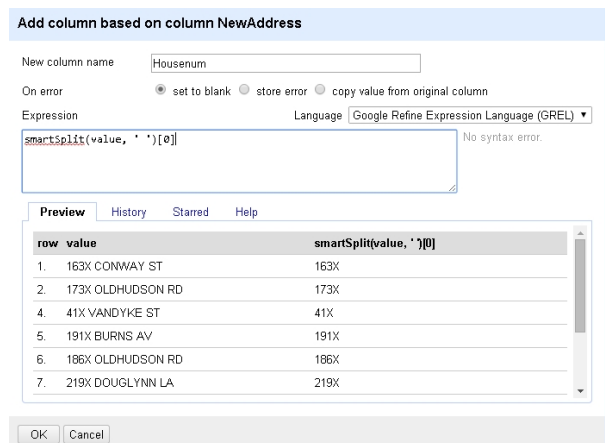 Add column based on column NewAddress
New column name Housenum
On error set to blank store error copy value from original column
Expression Language Google Refine Expression Language (GREL)
smartSplit(value, ' ')[0] No syntax error.
Preview History Starred Help
row value smartSplit(value, ' ')[0]
1. 163X CONWAY ST 163X
2. 173X OLDHUDSON RD 173X
4. 41X VANDYKE ST 41X
5. 191X BURNS AV 191X
6. 186X OLDHUDSON RD 186X
7. 219X DOUGLYNN LA 219X
OK Cancel